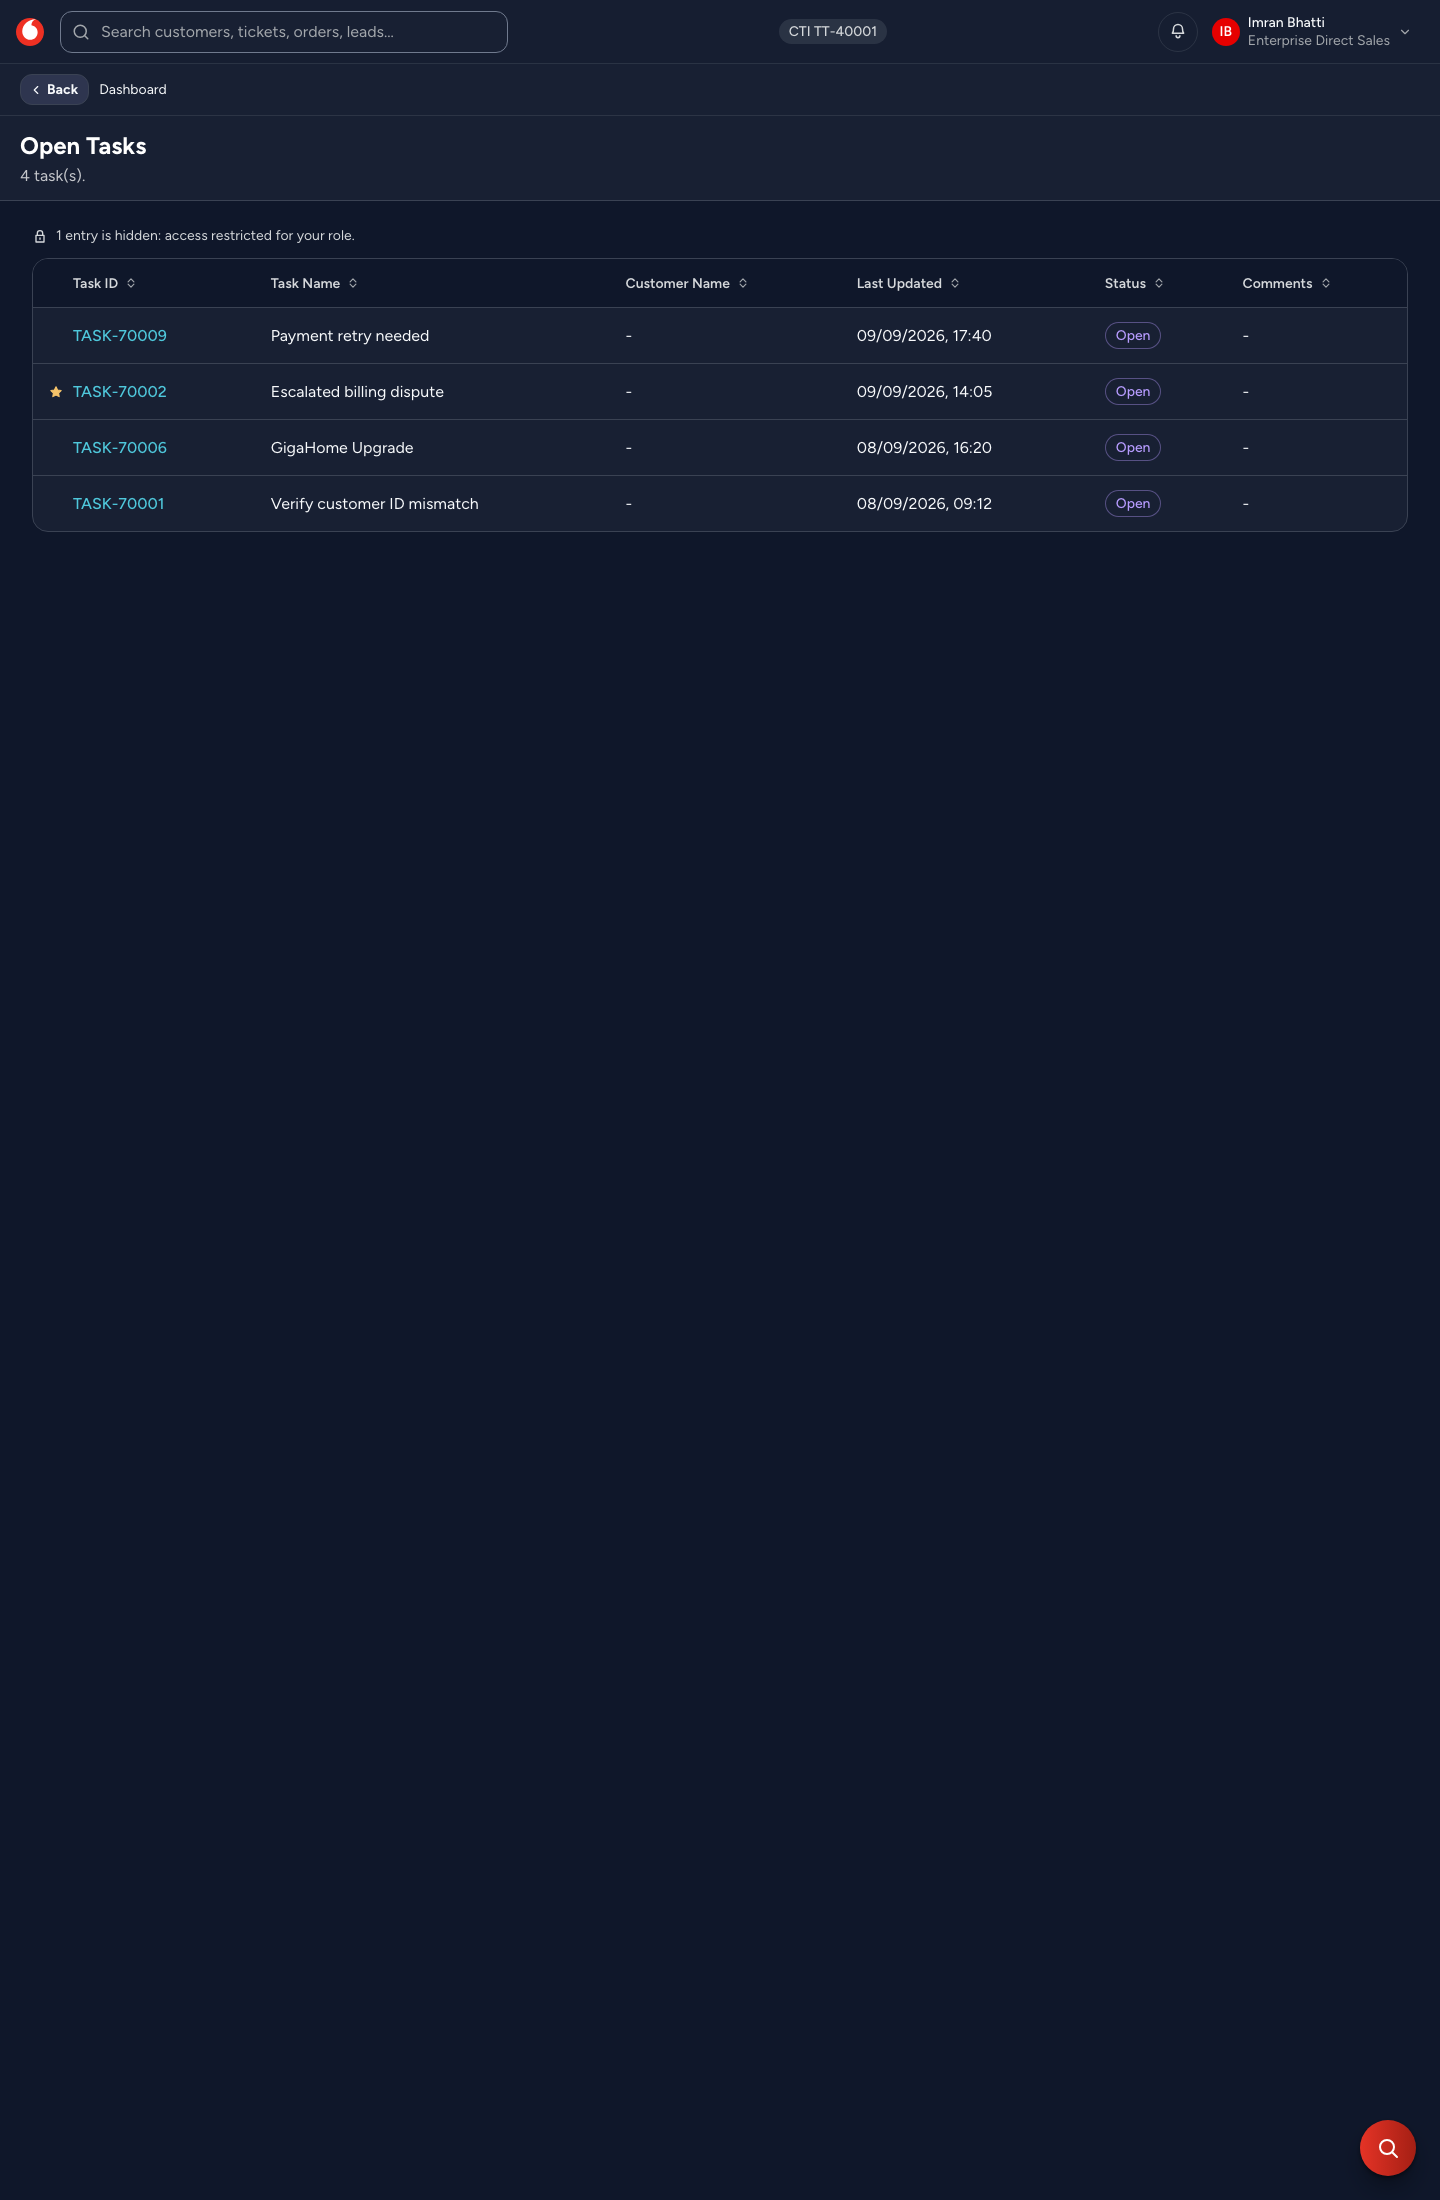 Search customers, tickets, orders, leads...
CTI TT-40001
IB
Imran Bhatti
Enterprise Direct Sales
Back
Dashboard
Open Tasks
4 task(s).
1 entry is hidden: access restricted for your role.
Task ID Task Name Customer Name Last Updated Status Comments
TASK-70009 Payment retry needed - 09/09/2026, 17:40 Open -
TASK-70002 Escalated billing dispute - 09/09/2026, 14:05 Open -
TASK-70006 GigaHome Upgrade - 08/09/2026, 16:20 Open -
TASK-70001 Verify customer ID mismatch - 08/09/2026, 09:12 Open -